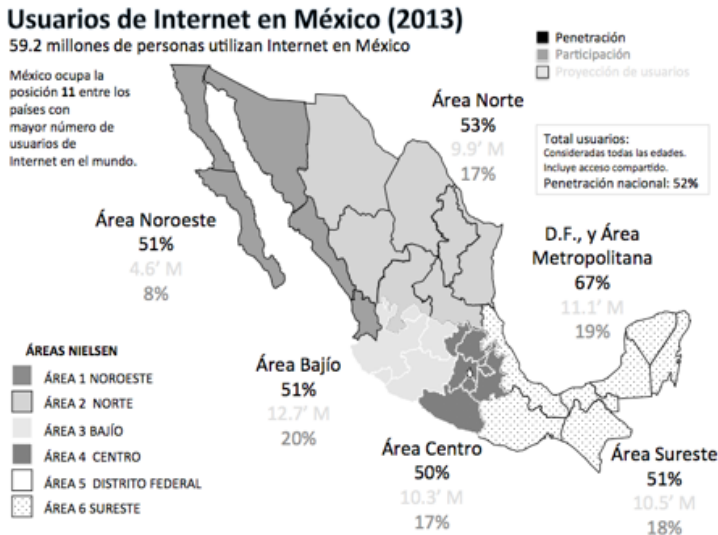 Usuarios de Internet en México (2013)
59.2 millones de personas utilizan Internet en México
México ocupa la
posición 11 entre los
países con
mayor número de
usuarios de
Internet en el mundo.
Penetración
Participación
Proyección de usuarios
Total usuarios:
Consideradas todas las edades.
Incluye acceso compartido.
Penetración nacional: 52%
Área Norte
53%
9.9' M
17%
Área Noroeste
51%
4.6' M
8%
D.F., y Área
Metropolitana
67%
11.1' M
19%
Área Bajío
51%
12.7' M
20%
Área Centro
50%
10.3' M
17%
Área Sureste
51%
10.5' M
18%
ÁREAS NIELSEN
ÁREA 1 NOROESTE
ÁREA 2 NORTE
ÁREA 3 BAJÍO
ÁREA 4 CENTRO
ÁREA 5 DISTRITO FEDERAL
ÁREA 6 SURESTE